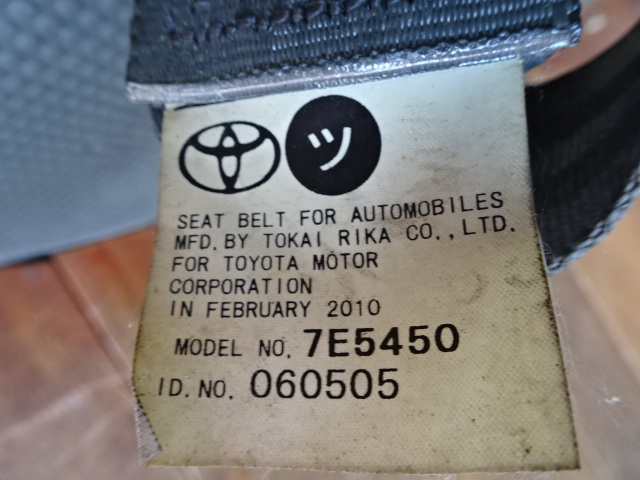 ツ
SEAT BELT FOR AUTOMOBILES
MFD. BY TOKAI RIKA CO., LTD.
FOR TOYOTA MOTOR
CORPORATION
IN FEBRUARY 2010
MODEL NO. 7E5450
ID. NO. 060505